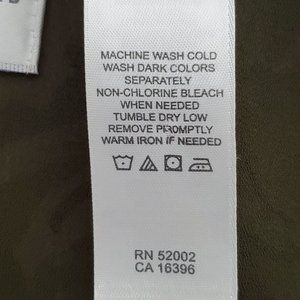 MACHINE WASH COLD
WASH DARK COLORS
SEPARATELY
NON-CHLORINE BLEACH
WHEN NEEDED
TUMBLE DRY LOW
REMOVE PROMPTLY
WARM IRON IF NEEDED
RN 52002
CA 16396